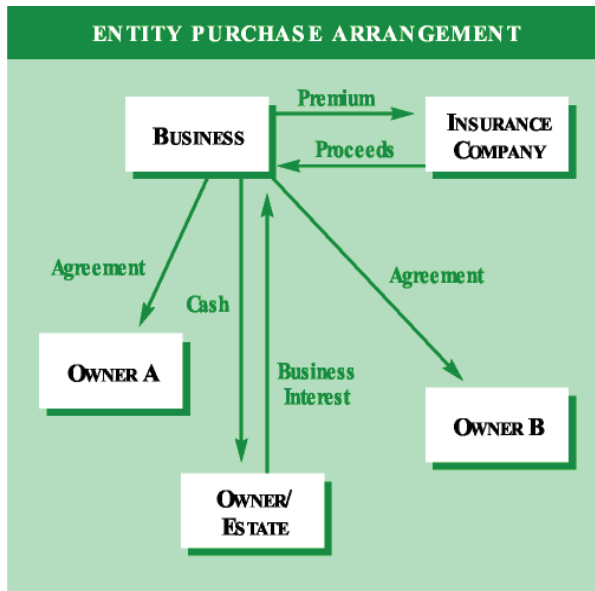 ENTITY PURCHASE ARRANGEMENT
Premium
BUSINESS
INSURANCE
COMPANY
Proceeds
Agreement
Agreement
Cash
Business
Interest
OWNER A
OWNER B
OWNER/
ESTATE